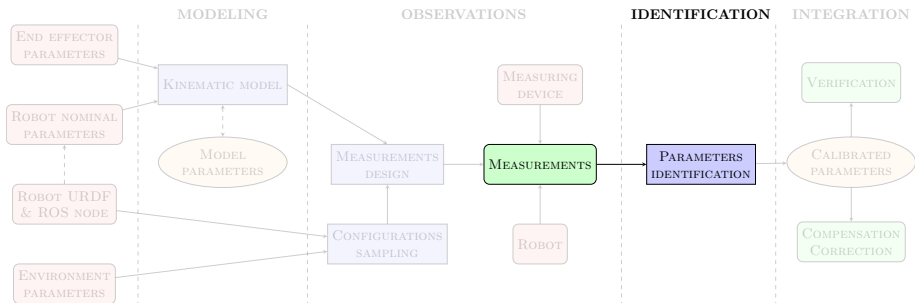 MODELING
OBSERVATIONS
IDENTIFICATION
INTEGRATION
END EFFECTOR
PARAMETERS
ROBOT NOMINAL
PARAMETERS
ROBOT URDF
& ROS NODE
ENVIRONMENT
PARAMETERS
KINEMATIC MODEL
MODEL
PARAMETERS
MEASUREMENTS
DESIGN
CONFIGURATIONS
SAMPLING
MEASURING
DEVICE
MEASUREMENTS
ROBOT
PARAMETERS
IDENTIFICATION
VERIFICATION
CALIBRATED
PARAMETERS
COMPENSATION
CORRECTION